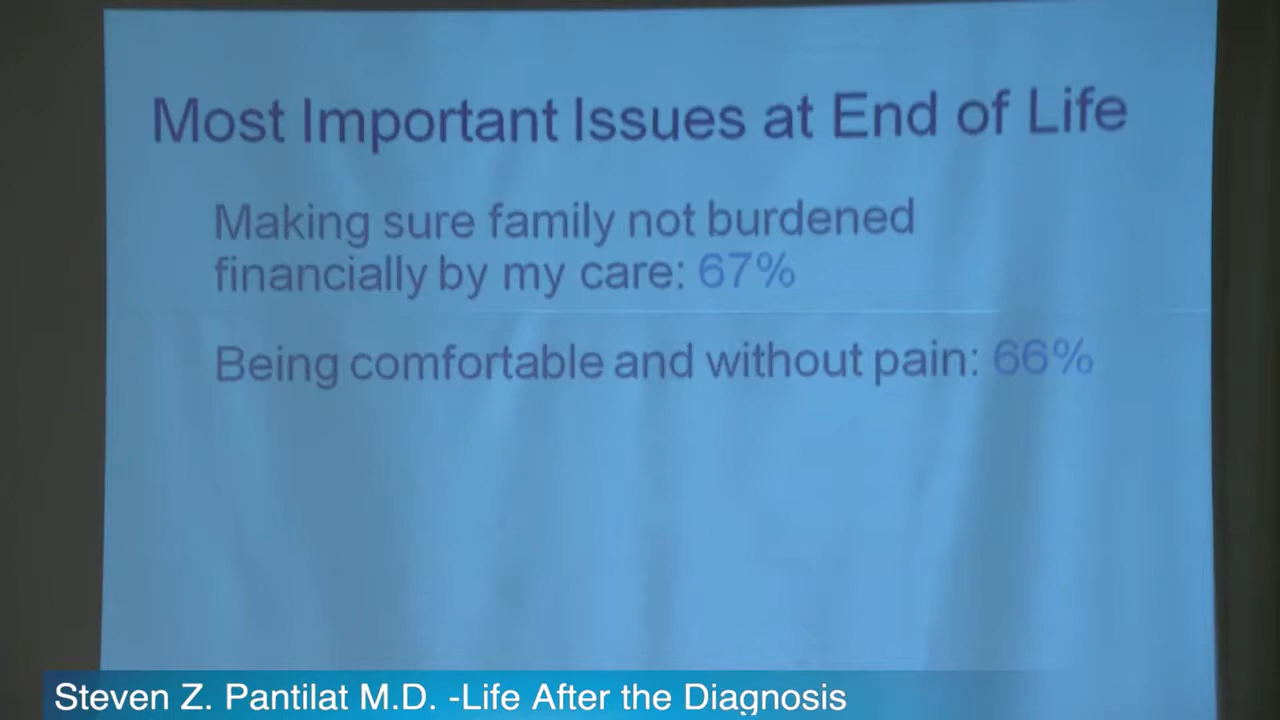 Most Important Issues at End of Life
Making sure family not burdened
financially by my care: 67%
Being comfortable and without pain: 66%
Steven Z. Pantilat M.D. -Life After the Diagnosis